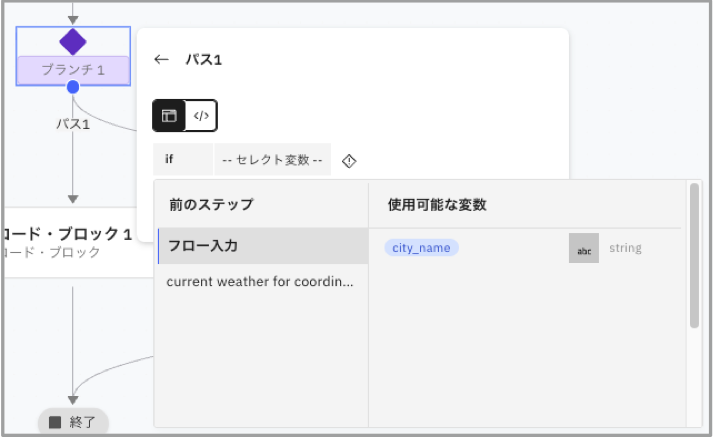 ブランチ 1
パス1
コード・ブロック 1
コード・ブロック
終了
← パス1
</>
if -- セレクト変数 --
前のステップ
フロー入力
current weather for coordin...
使用可能な変数
city_name abc string